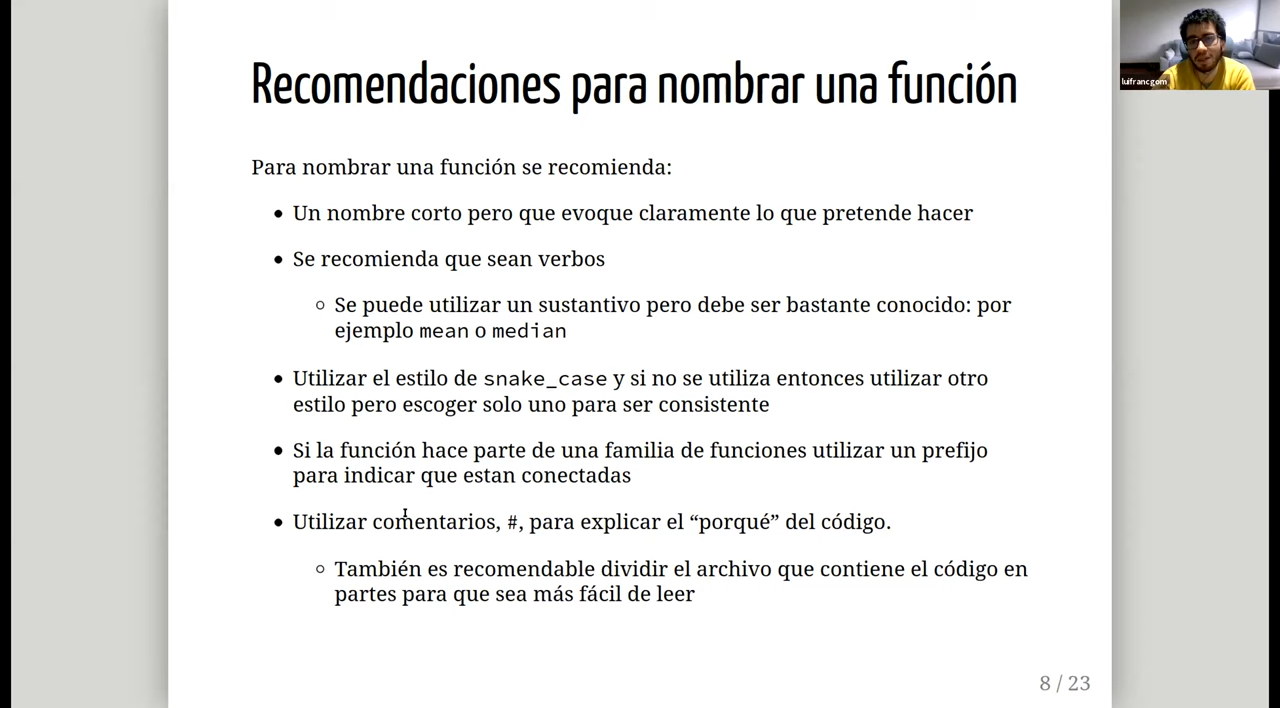 Recomendaciones para nombrar una función
luifrancgom
Para nombrar una función se recomienda:
• Un nombre corto pero que evoque claramente lo que pretende hacer
• Se recomienda que sean verbos
◦ Se puede utilizar un sustantivo pero debe ser bastante conocido: por
ejemplo mean o median
• Utilizar el estilo de snake_case y si no se utiliza entonces utilizar otro
estilo pero escoger solo uno para ser consistente
• Si la función hace parte de una familia de funciones utilizar un prefijo
para indicar que estan conectadas
• Utilizar comentarios, #, para explicar el “porqué” del código.
◦ También es recomendable dividir el archivo que contiene el código en
partes para que sea más fácil de leer
8 / 23